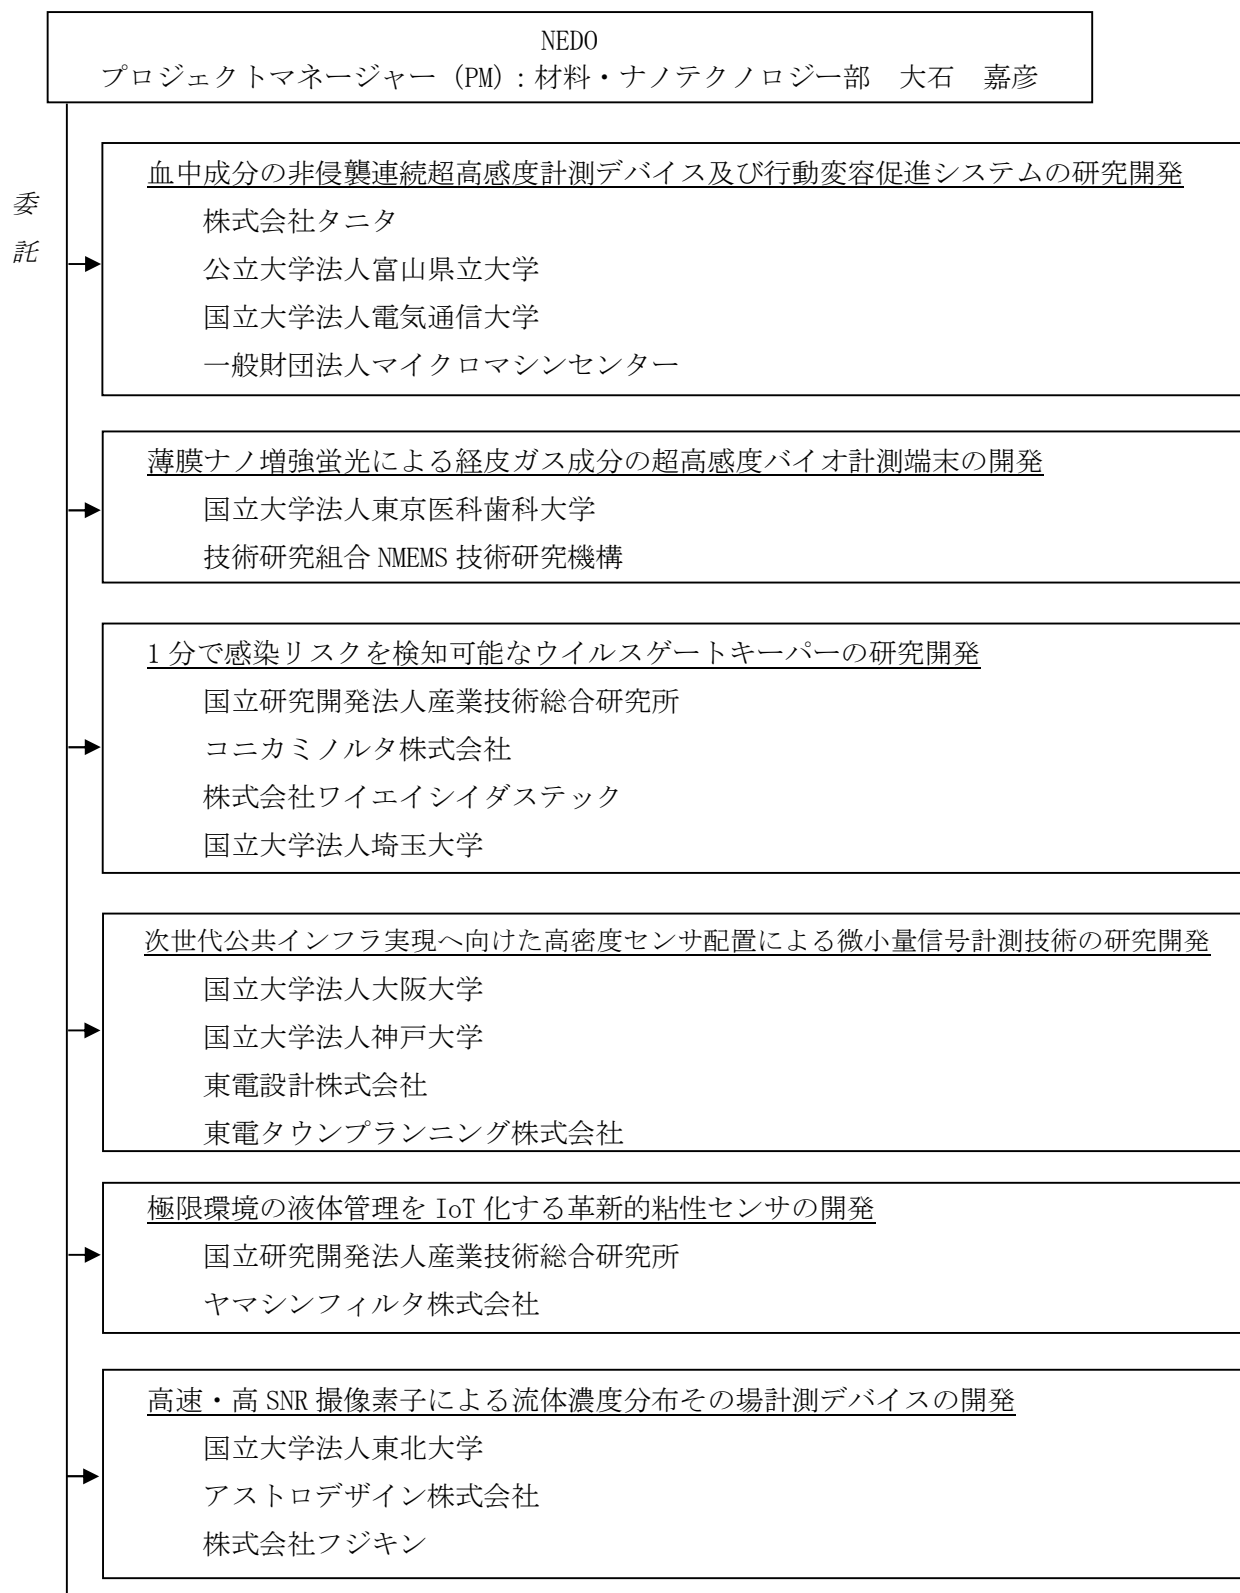 NEDO
プロジェクトマネージャー (PM)：材料・ナノテクノロジー部　大石　嘉彦
委
託
血中成分の非侵襲連続超高感度計測デバイス及び行動変容促進システムの研究開発
株式会社タニタ
公立大学法人富山県立大学
国立大学法人電気通信大学
一般財団法人マイクロマシンセンター
薄膜ナノ増強蛍光による経皮ガス成分の超高感度バイオ計測端末の開発
国立大学法人東京医科歯科大学
技術研究組合 NMEMS 技術研究機構
1 分で感染リスクを検知可能なウイルスゲートキーパーの研究開発
国立研究開発法人産業技術総合研究所
コニカミノルタ株式会社
株式会社ワイエイシイダステック
国立大学法人埼玉大学
次世代公共インフラ実現へ向けた高密度センサ配置による微小量信号計測技術の研究開発
国立大学法人大阪大学
国立大学法人神戸大学
東電設計株式会社
東電タウンプランニング株式会社
極限環境の液体管理を IoT 化する革新的粘性センサの開発
国立研究開発法人産業技術総合研究所
ヤマシンフィルタ株式会社
高速・高 SNR 撮像素子による流体濃度分布その場計測デバイスの開発
国立大学法人東北大学
アストロデザイン株式会社
株式会社フジキン